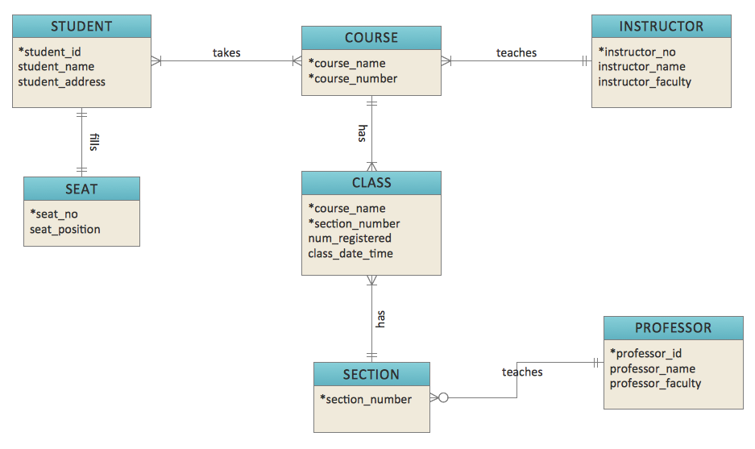 STUDENT
*student_id
student_name
student_address
takes
COURSE
*course_name
*course_number
teaches
INSTRUCTOR
*instructor_no
instructor_name
instructor_faculty
fills
has
SEAT
*seat_no
seat_position
CLASS
*course_name
*section_number
num_registered
class_date_time
has
SECTION
*section_number
teaches
PROFESSOR
*professor_id
professor_name
professor_faculty